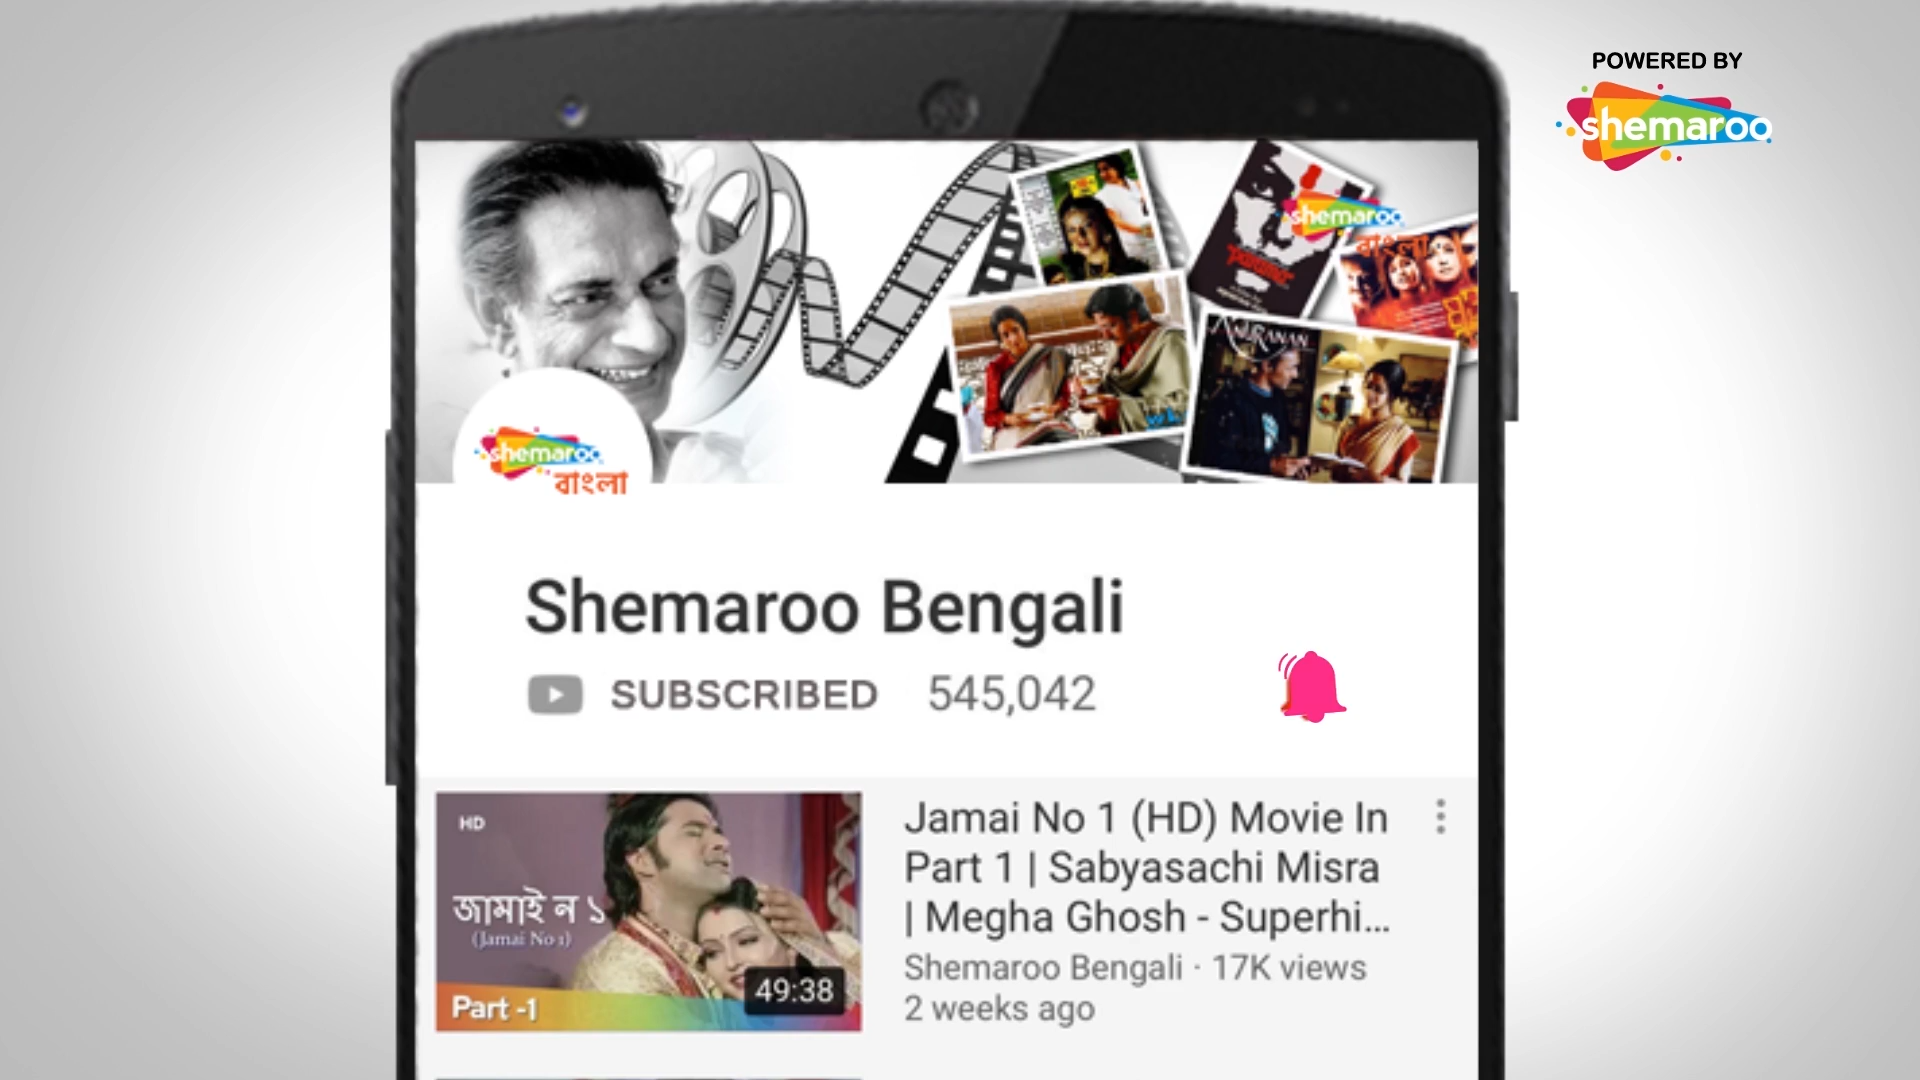 POWERED BY
shemaroo
shemaroo
বাংলা
ANURANAN
shemaroo
বাংলা
Shemaroo Bengali
SUBSCRIBED 545,042
HD
জামাই ন ১
(Jamai No 1)
Part -1
49:38
Jamai No 1 (HD) Movie In
Part 1 | Sabyasachi Misra
| Megha Ghosh - Superhi...
Shemaroo Bengali · 17K views
2 weeks ago